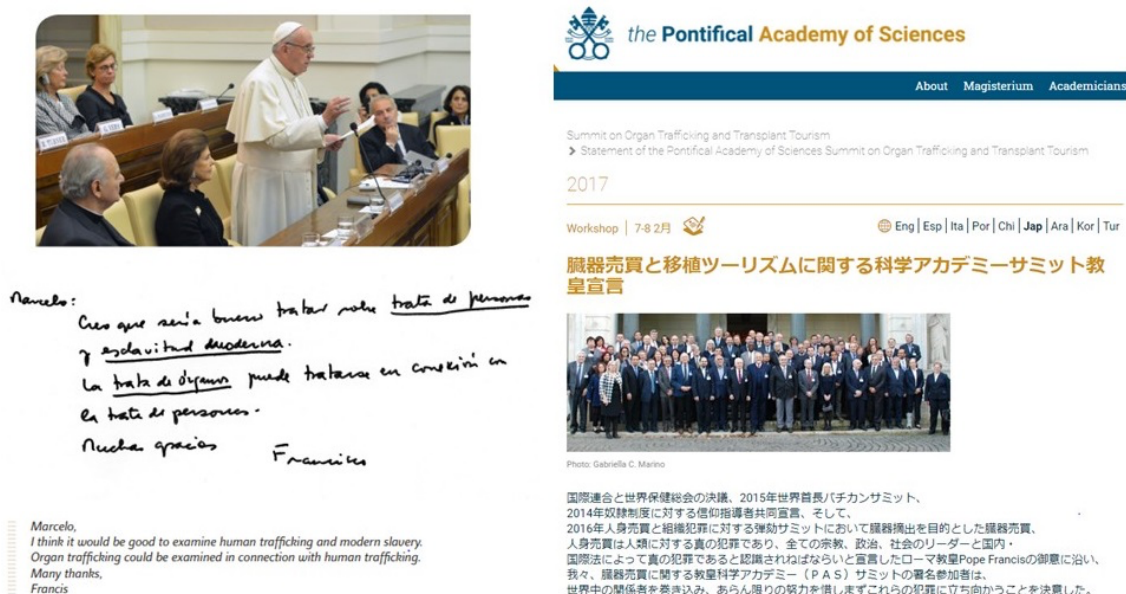 Marcelo:
Creo que sería bueno tratar sobre trata de personas
y esclavitud moderna.
La trata de órganos puede tratarse en conexión con
la trata de personas.
Muchas gracias
Francisco
Marcelo,
I think it would be good to examine human trafficking and modern slavery.
Organ trafficking could be examined in connection with human trafficking.
Many thanks,
Francis
the Pontifical Academy of Sciences
About Magisterium Academicians
Summit on Organ Trafficking and Transplant Tourism
> Statement of the Pontifical Academy of Sciences Summit on Organ Trafficking and Transplant Tourism
2017
Workshop | 7-8 2月
Eng | Esp | Ita | Por | Chi | Jap | Ara | Kor | Tur
臓器売買と移植ツーリズムに関する科学アカデミーサミット教
皇宣言
Photo: Gabriella C. Marino
国際連合と世界保健総会の決議、2015年世界首長バチカンサミット、
2014年奴隷制度に対する信仰指導者共同宣言、そして、
2016年人身売買と組織犯罪に対する弾劾サミットにおいて臓器摘出を目的とした臓器売買、
人身売買は人類に対する真の犯罪であり、全ての宗教、政治、社会のリーダーと国内・
国際法によって真の犯罪であると認識されねばならいと宣言したローマ教皇Pope Francisの御意に沿い、
我々、臓器売買に関する教皇科学アカデミー（ＰＡＳ）サミットの署名参加者は、
世界中の関係者を巻き込み、あらん限りの努力を惜しまずこれらの犯罪に立ち向かうことを決意した。